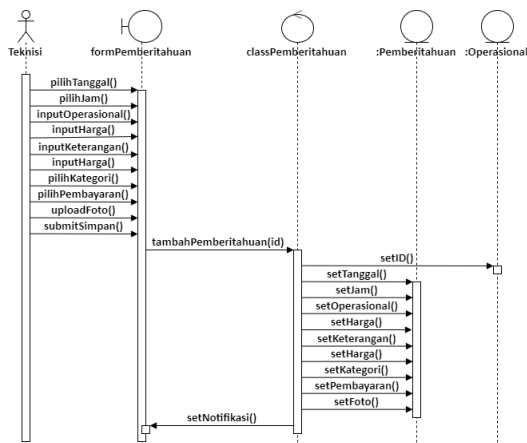 Teknisi formPemberitahuan classPemberitahuan :Pemberitahuan :Operasional
pilihTanggal()
pilihJam()
inputOperasional()
inputHarga()
inputKeterangan()
inputHarga()
pilihKategori()
pilihPembayaran()
uploadFoto()
submitSimpan()
tambahPemberitahuan(id)
setID()
setTanggal()
setJam()
setOperasional()
setHarga()
setKeterangan()
setHarga()
setKategori()
setPembayaran()
setFoto()
setNotifikasi()